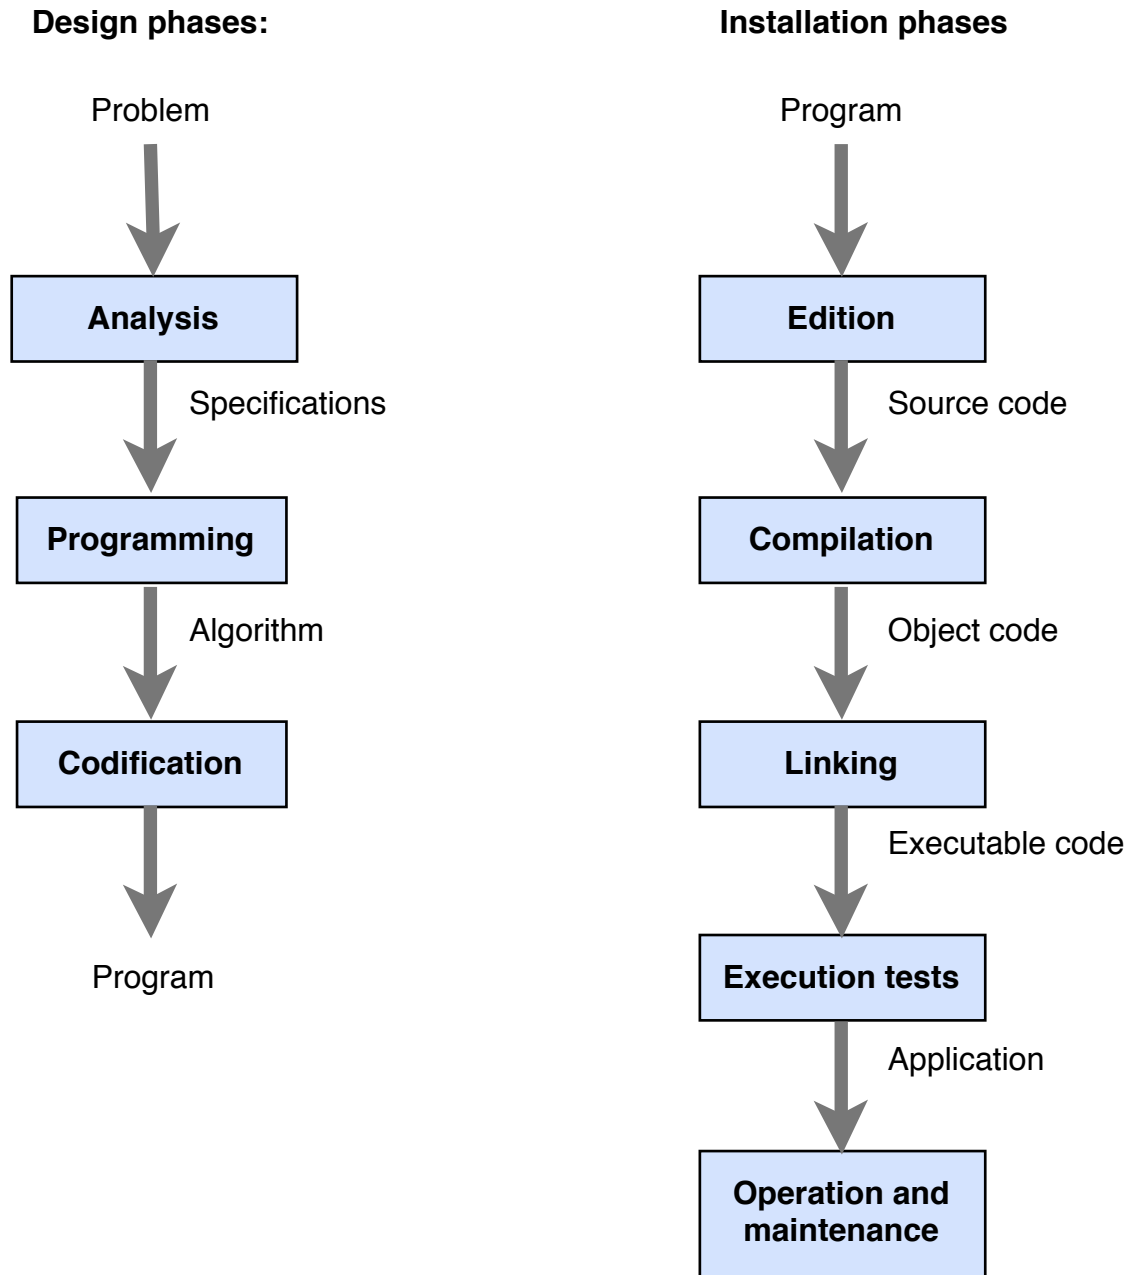 Design phases:
Problem
Analysis
Specifications
Programming
Algorithm
Codification
Program
Installation phases
Program
Edition
Source code
Compilation
Object code
Linking
Executable code
Execution tests
Application
Operation and
maintenance